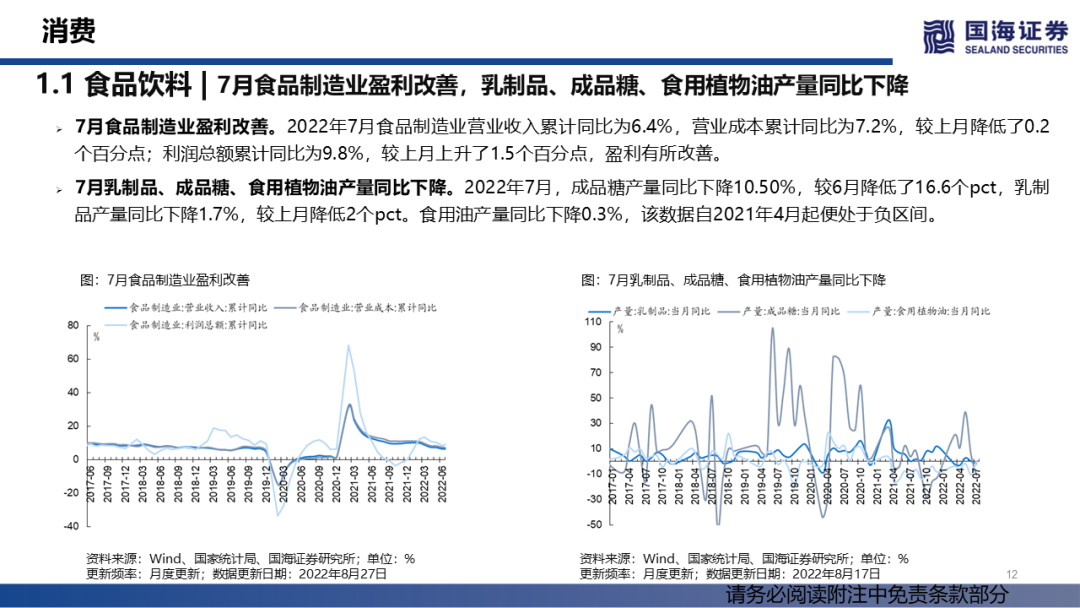 消费
国海证券
SEALAND SECURITIES
1.1 食品饮料 | 7月食品制造业盈利改善，乳制品、成品糖、食用植物油产量同比下降
➢ 7月食品制造业盈利改善。2022年7月食品制造业营业收入累计同比为6.4%，营业成本累计同比为7.2%，较上月降低了0.2
个百分点；利润总额累计同比为9.8%，较上月上升了1.5个百分点，盈利有所改善。
➢ 7月乳制品、成品糖、食用植物油产量同比下降。2022年7月，成品糖产量同比下降10.50%，较6月降低了16.6个pct，乳制
品产量同比下降1.7%，较上月降低2个pct。食用油产量同比下降0.3%，该数据自2021年4月起便处于负区间。
图：7月食品制造业盈利改善
食品制造业:营业收入:累计同比 食品制造业:营业成本:累计同比
食品制造业:利润总额:累计同比
%
80
60
40
20
0
-20
-40
2017-06 2017-09 2017-12 2018-03 2018-06 2018-09 2018-12 2019-03 2019-06 2019-09 2019-12 2020-03 2020-06 2020-09 2020-12 2021-03 2021-06 2021-09 2021-12 2022-03 2022-06
资料来源：Wind、国家统计局、国海证券研究所；单位：%
更新频率：月度更新；数据更新日期：2022年8月27日
图：7月乳制品、成品糖、食用植物油产量同比下降
产量:乳制品:当月同比 产量:成品糖:当月同比 产量:食用植物油:当月同比
%
110
90
70
50
30
10
-10
-30
-50
2017-01 2017-04 2017-07 2017-10 2018-01 2018-04 2018-07 2018-10 2019-01 2019-04 2019-07 2019-10 2020-01 2020-04 2020-07 2020-10 2021-01 2021-04 2021-07 2021-10 2022-01 2022-04 2022-07
资料来源：Wind、国家统计局、国海证券研究所；单位：%
更新频率：月度更新；数据更新日期：2022年8月17日
12
请务必阅读附注中免责条款部分